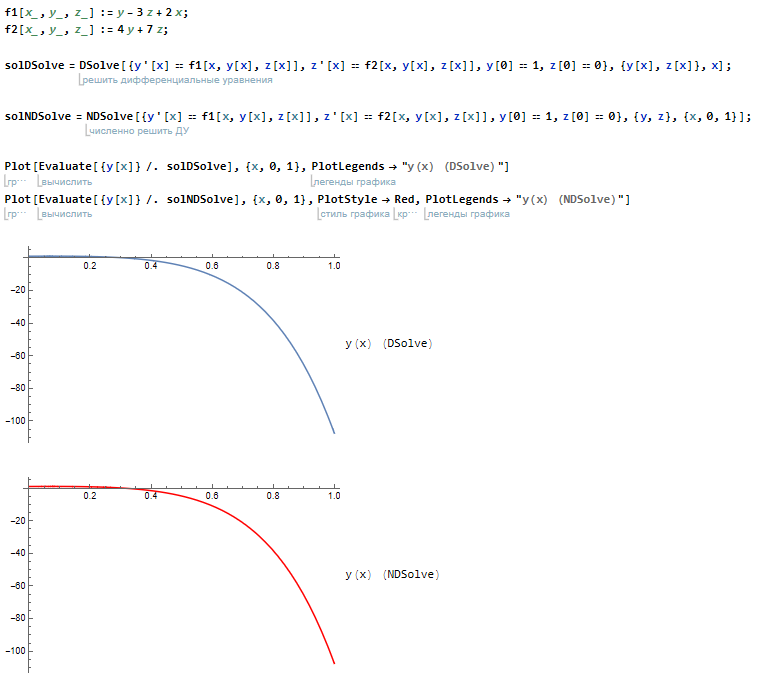 f1[x_, y_, z_] := y - 3 z + 2 x;
f2[x_, y_, z_] := 4 y + 7 z;
solDSolve = DSolve[{y'[x] == f1[x, y[x], z[x]], z'[x] == f2[x, y[x], z[x]], y[0] == 1, z[0] == 0}, {y[x], z[x]}, x];
решить дифференциальные уравнения
solNDSolve = NDSolve[{y'[x] == f1[x, y[x], z[x]], z'[x] == f2[x, y[x], z[x]], y[0] == 1, z[0] == 0}, {y, z}, {x, 0, 1}];
численно решить ДУ
Plot[Evaluate[{y[x]} /. solDSolve], {x, 0, 1}, PlotLegends → "y(x) (DSolve)"]
гр⋯ вычислить легенды графика
Plot[Evaluate[{y[x]} /. solNDSolve], {x, 0, 1}, PlotStyle → Red, PlotLegends → "y(x) (NDSolve)"]
гр⋯ вычислить стиль графика кр⋯ легенды графика
0.2 0.4 0.6 0.8 1.0
-20
-40
y(x) (DSolve)
-60
-80
-100
0.2 0.4 0.6 0.8 1.0
-20
-40
y(x) (NDSolve)
-60
-80
-100